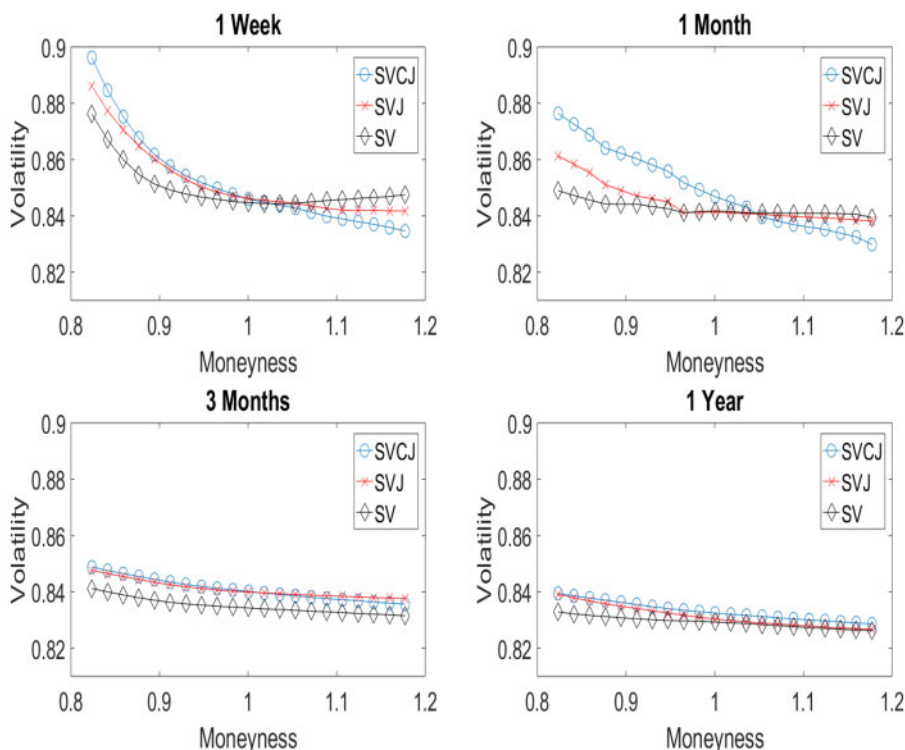 1 Week
0.9
0.88
0.86
0.84
0.82
Volatility
SVCJ
SVJ
SV
0.8 0.9 1 1.1 1.2
Moneyness
1 Month
0.9
0.88
0.86
0.84
0.82
Volatility
SVCJ
SVJ
SV
0.8 0.9 1 1.1 1.2
Moneyness
3 Months
0.9
0.88
0.86
0.84
0.82
Volatility
SVCJ
SVJ
SV
0.8 0.9 1 1.1 1.2
Moneyness
1 Year
0.9
0.88
0.86
0.84
0.82
Volatility
SVCJ
SVJ
SV
0.8 0.9 1 1.1 1.2
Moneyness